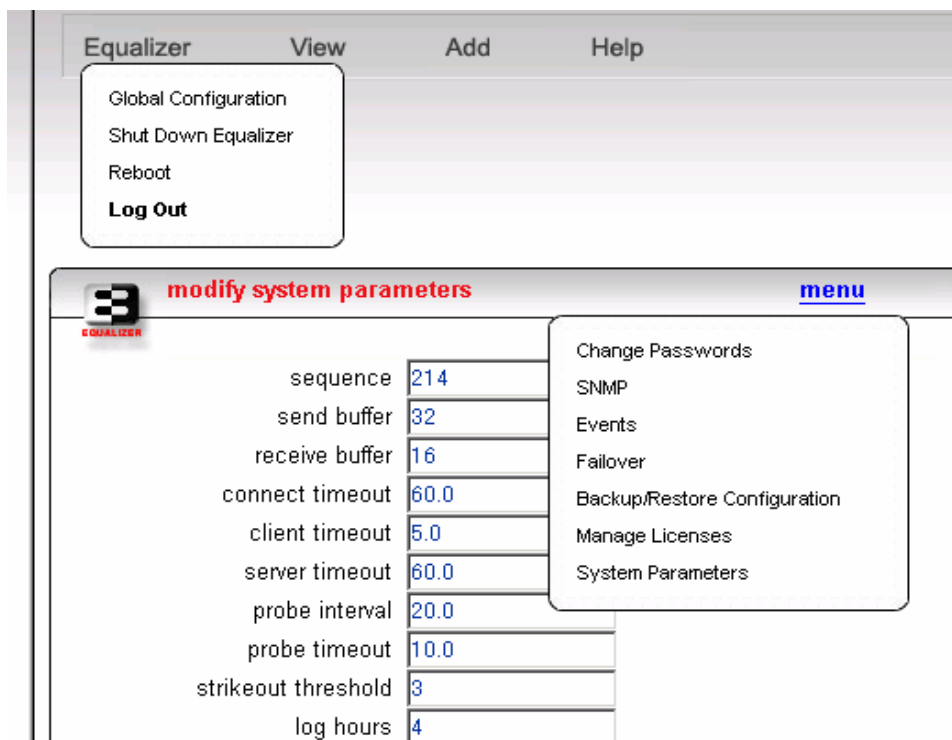 Equalizer View Add Help
Global Configuration
Shut Down Equalizer
Reboot
Log Out
EQUALIZER
modify system parameters menu
Change Passwords
SNMP
Events
Failover
Backup/Restore Configuration
Manage Licenses
System Parameters
sequence 214
send buffer 32
receive buffer 16
connect timeout 60.0
client timeout 5.0
server timeout 60.0
probe interval 20.0
probe timeout 10.0
strikeout threshold 3
log hours 4